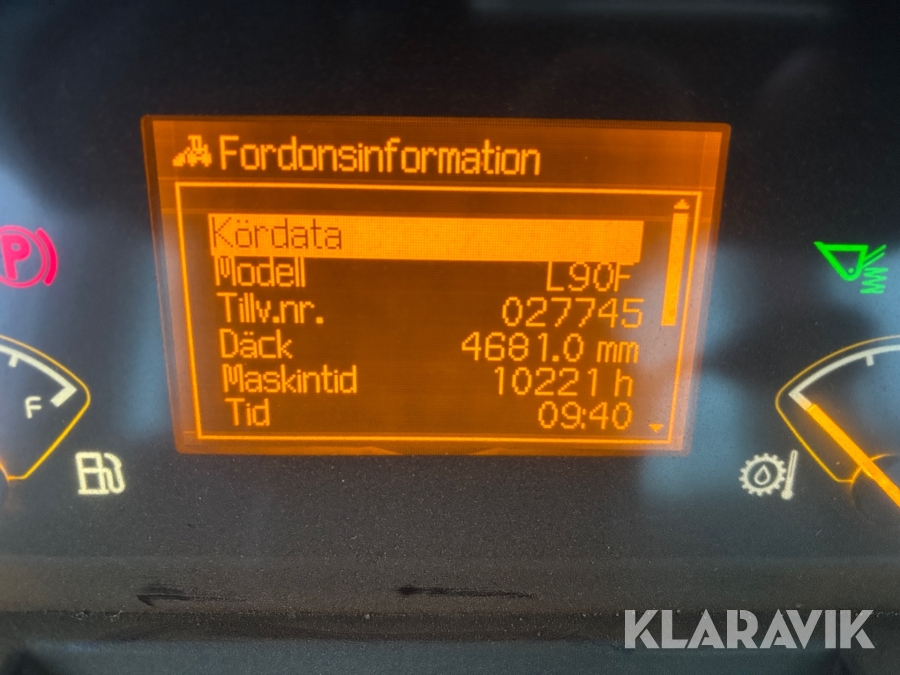 Fordonsinformation
Kördata
Modell L90F
Tillv.nr. 027745
Däck 4681.0 mm
Maskintid 10221 h
Tid 09:40
P
F
KLARAVIK